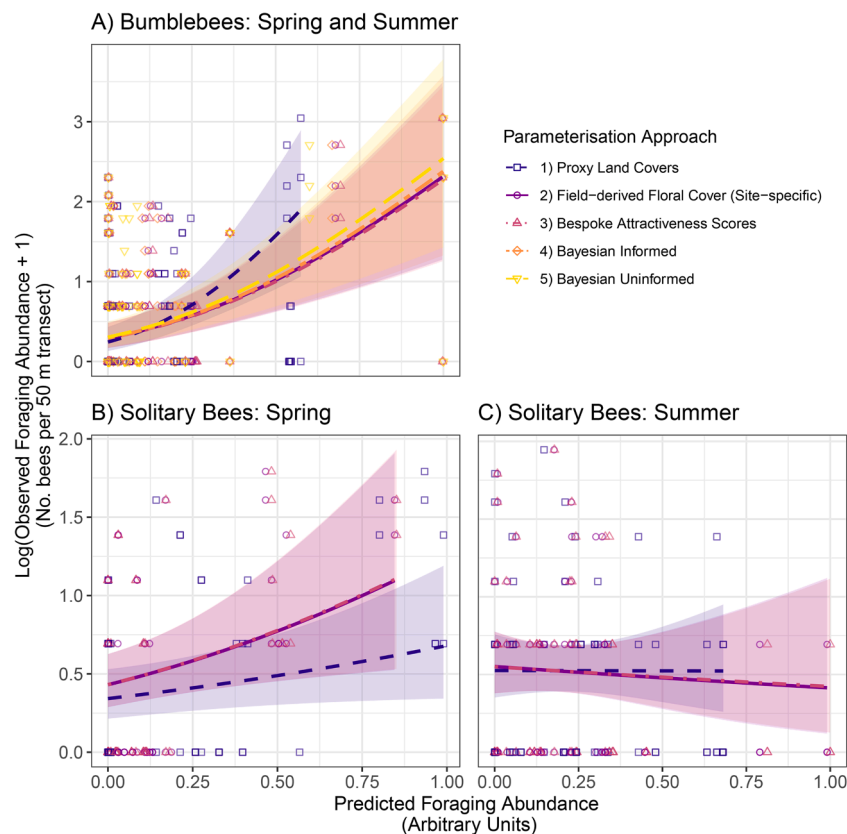 A) Bumblebees: Spring and Summer
3
2
1
0
Parameterisation Approach
1) Proxy Land Covers
2) Field-derived Floral Cover (Site-specific)
3) Bespoke Attractiveness Scores
4) Bayesian Informed
5) Bayesian Uninformed
Log(Observed Foraging Abundance + 1)
(No. bees per 50 m transect)
B) Solitary Bees: Spring
2.0
1.5
1.0
0.5
0.0
0.00 0.25 0.50 0.75 1.00
C) Solitary Bees: Summer
0.00 0.25 0.50 0.75 1.00
Predicted Foraging Abundance
(Arbitrary Units)